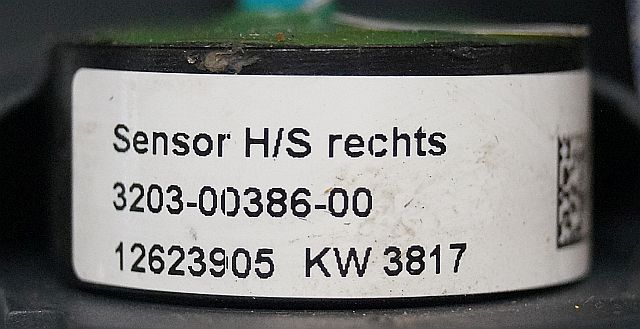 Sensor H/S rechts
3203-00386-00
12623905 KW 3817